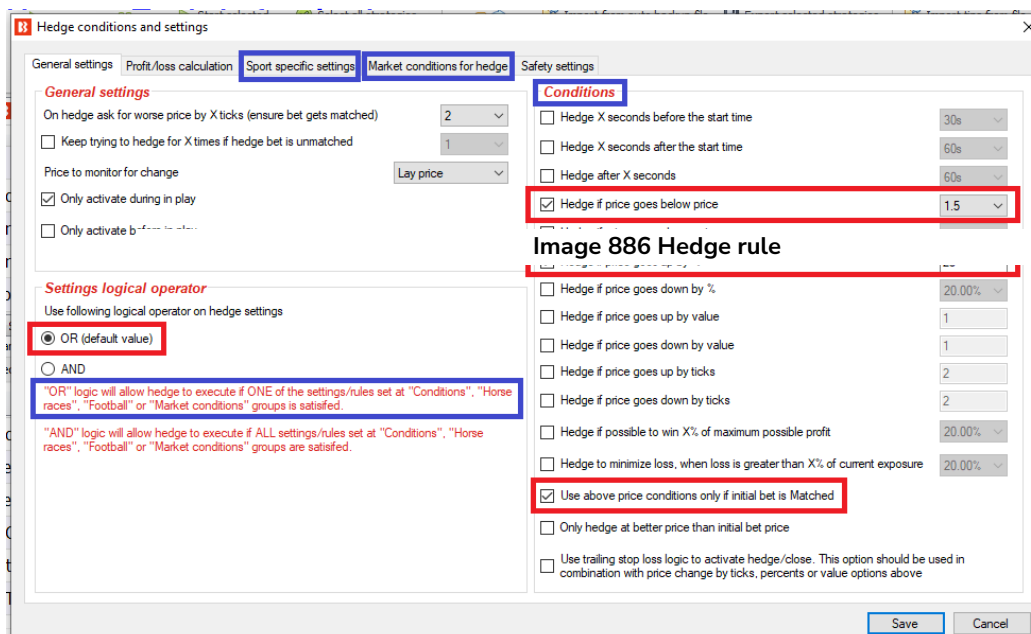 Hedge conditions and settings
General settings
Profit/loss calculation
Sport specific settings
Market conditions for hedge
Safety settings
General settings
On hedge ask for worse price by X ticks (ensure bet gets matched)
2
Keep trying to hedge for X times if hedge bet is unmatched
1
Price to monitor for change
Lay price
Only activate during in play
Only activate before in play
Settings logical operator
Use following logical operator on hedge settings
OR (default value)
AND
"OR" logic will allow hedge to execute if ONE of the settings/rules set at "Conditions", "Horse
races", "Football" or "Market conditions" groups is satisifed.
"AND" logic will allow hedge to execute if ALL settings/rules set at "Conditions", "Horse
races", "Football" or "Market conditions" groups are satisifed.
Conditions
Hedge X seconds before the start time
30s
Hedge X seconds after the start time
60s
Hedge after X seconds
60s
Hedge if price goes below price
1.5
Image 886 Hedge rule
Hedge if price goes up by %
Hedge if price goes down by %
20.00%
Hedge if price goes up by value
1
Hedge if price goes down by value
1
Hedge if price goes up by ticks
2
Hedge if price goes down by ticks
2
Hedge if possible to win X% of maximum possible profit
20.00%
Hedge to minimize loss, when loss is greater than X% of current exposure
20.00%
Use above price conditions only if initial bet is Matched
Only hedge at better price than initial bet price
Use trailing stop loss logic to activate hedge/close. This option should be used in
combination with price change by ticks, percents or value options above
Save
Cancel